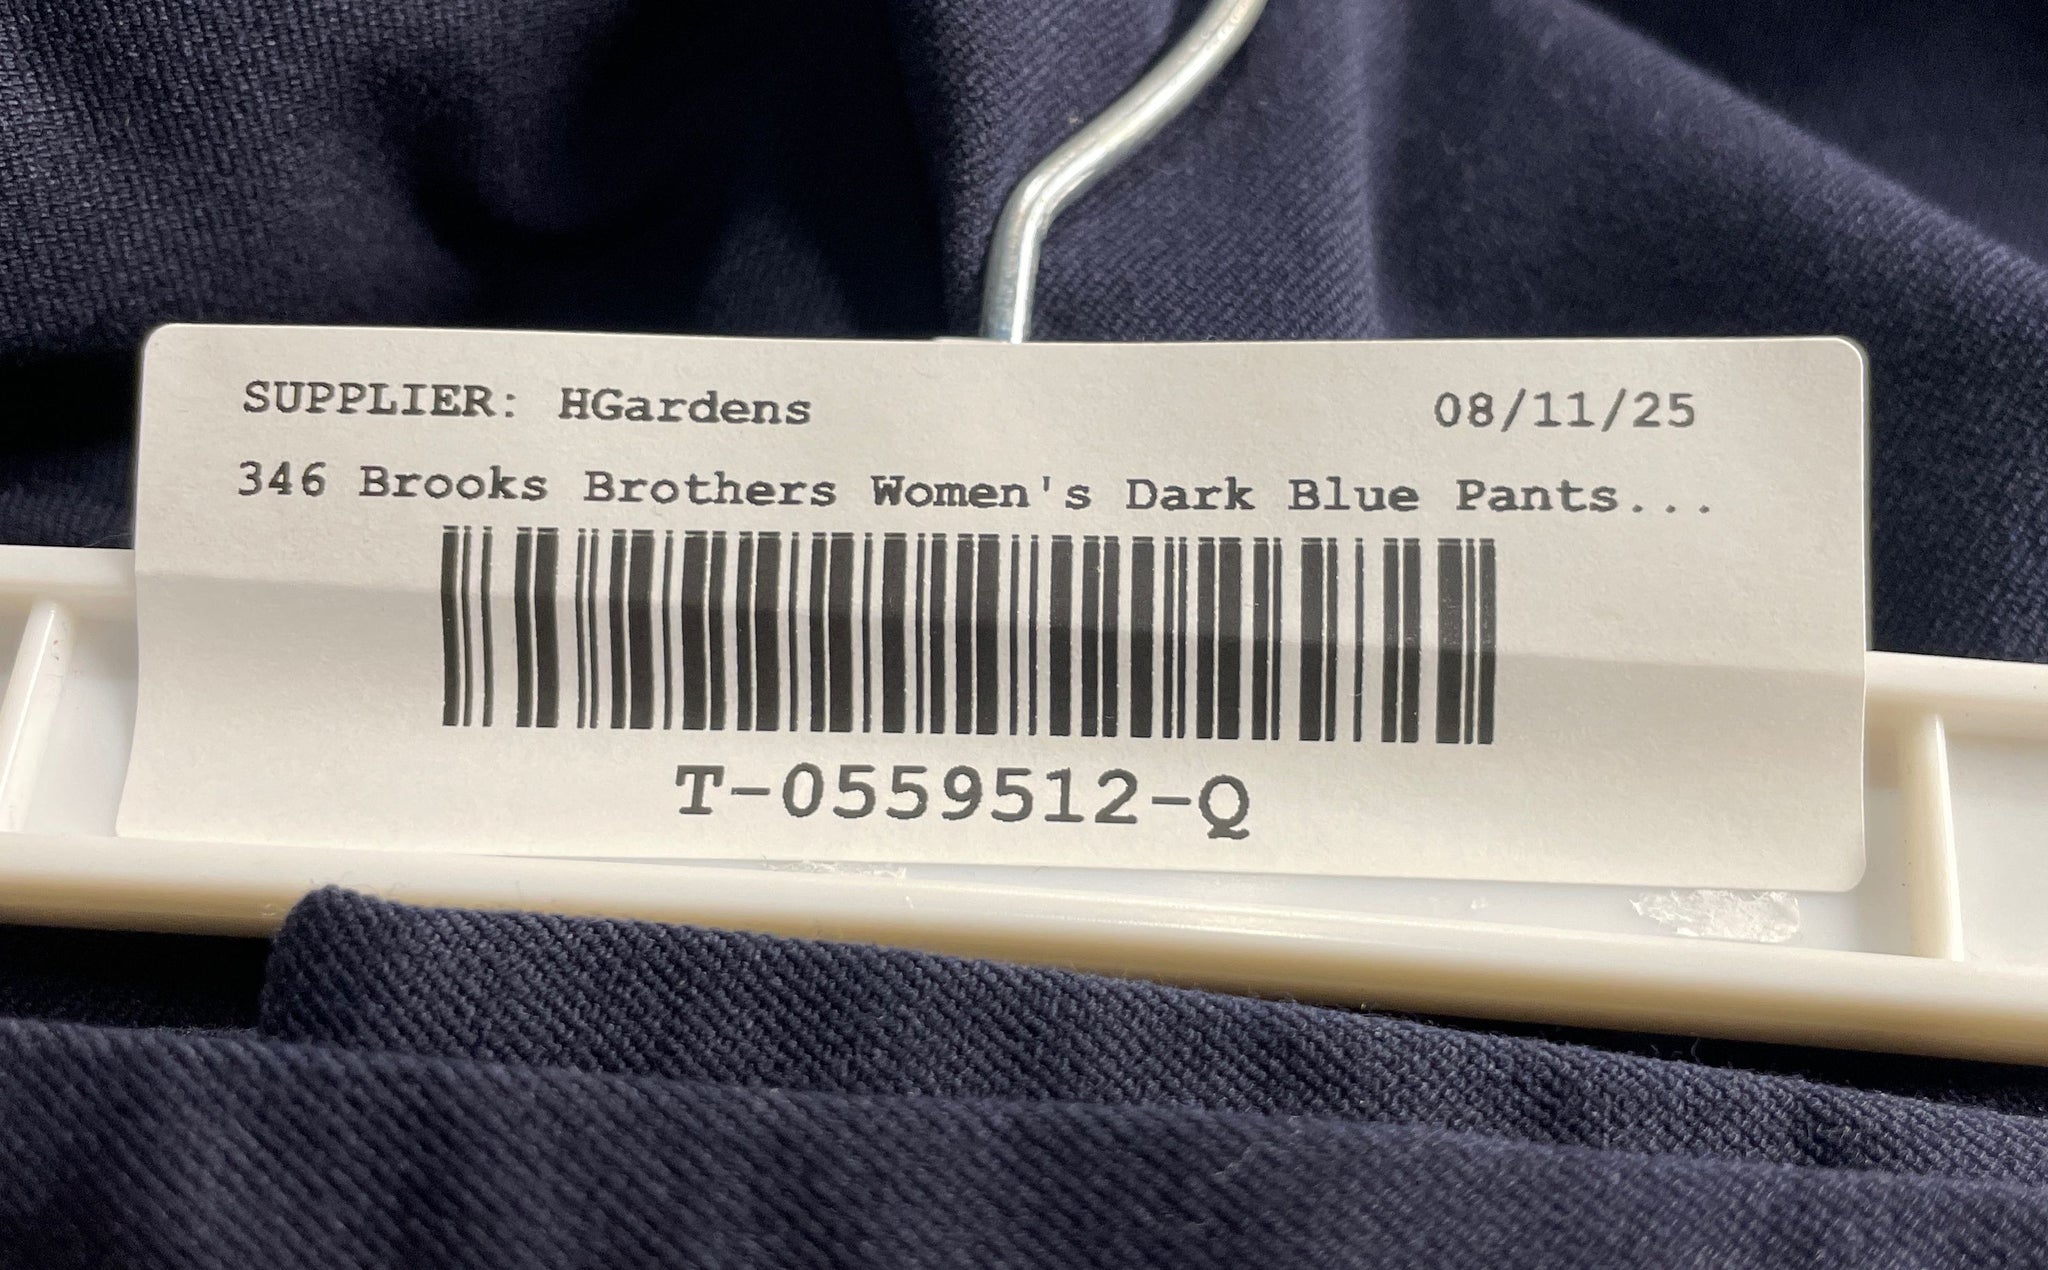 SUPPLIER: HGardens 08/11/25
346 Brooks Brothers Women's Dark Blue Pants...
T-0559512-Q